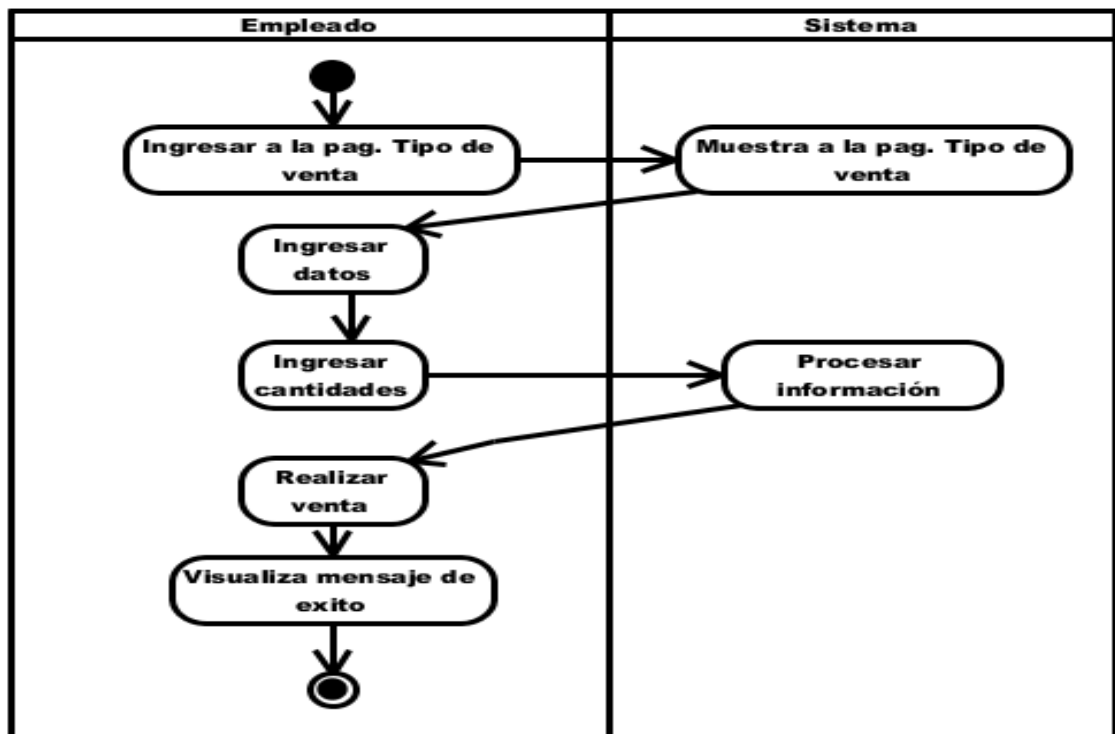 Empleado
Sistema
Ingresar a la pag. Tipo de
venta
Muestra a la pag. Tipo de
venta
Ingresar
datos
Ingresar
cantidades
Procesar
información
Realizar
venta
Visualiza mensaje de
exito